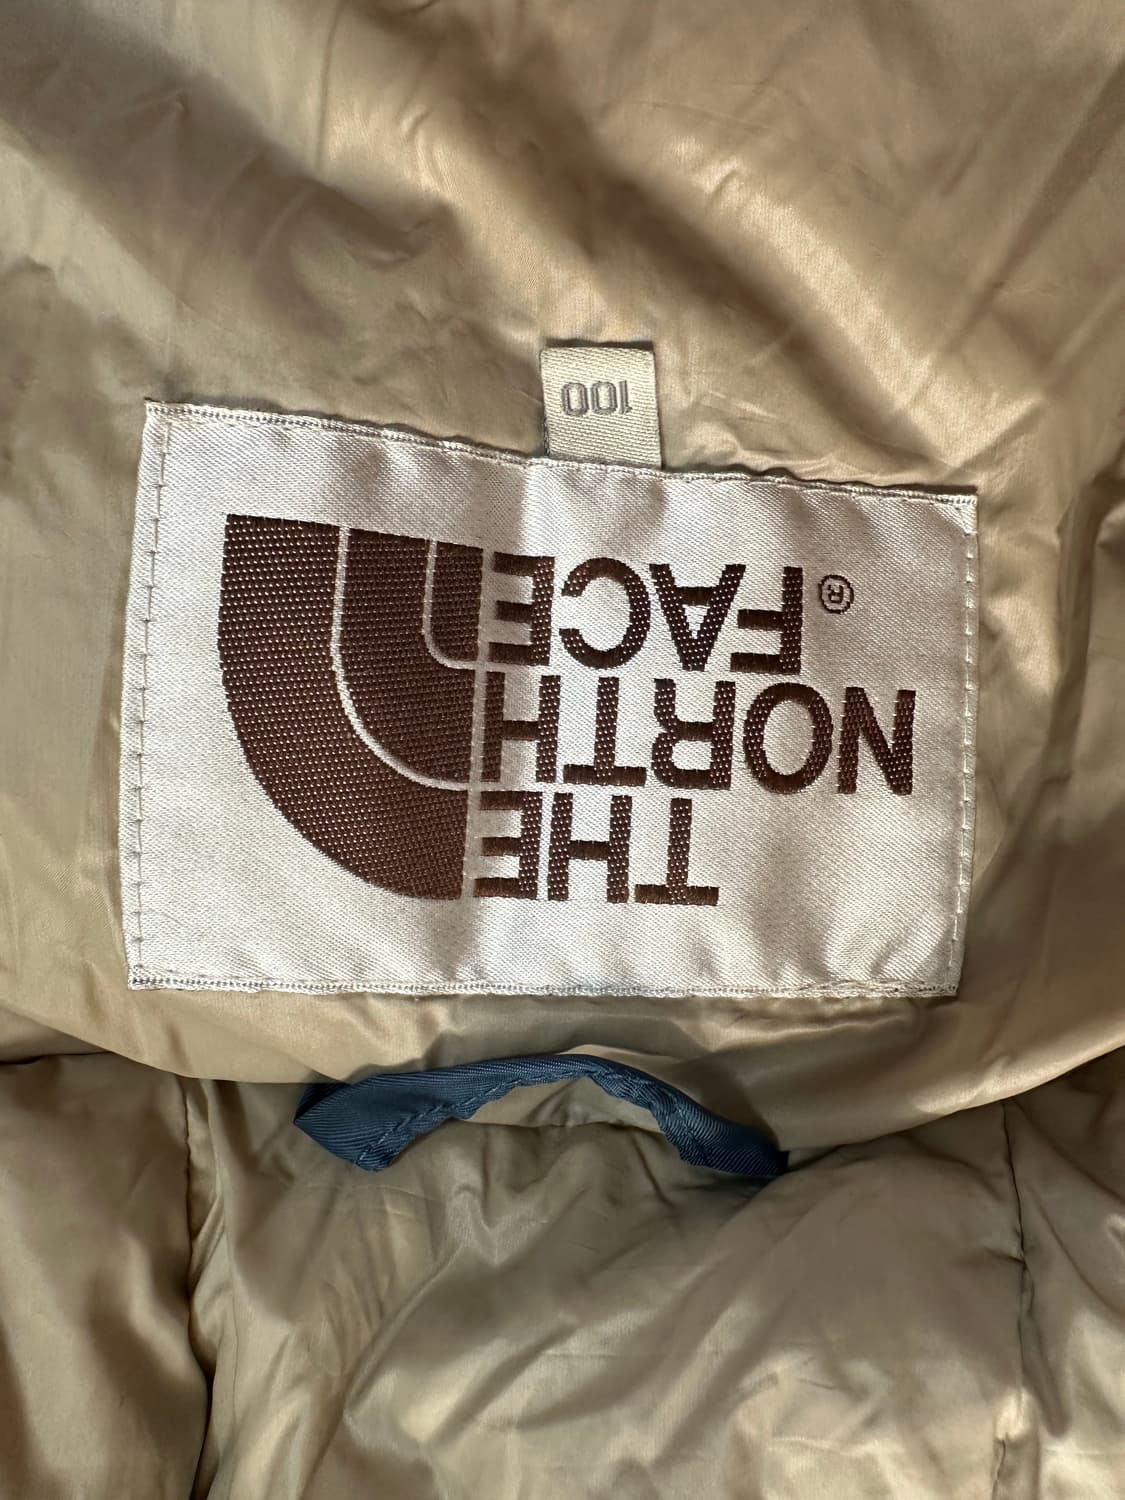 THE
NORTH
FACE ®
100